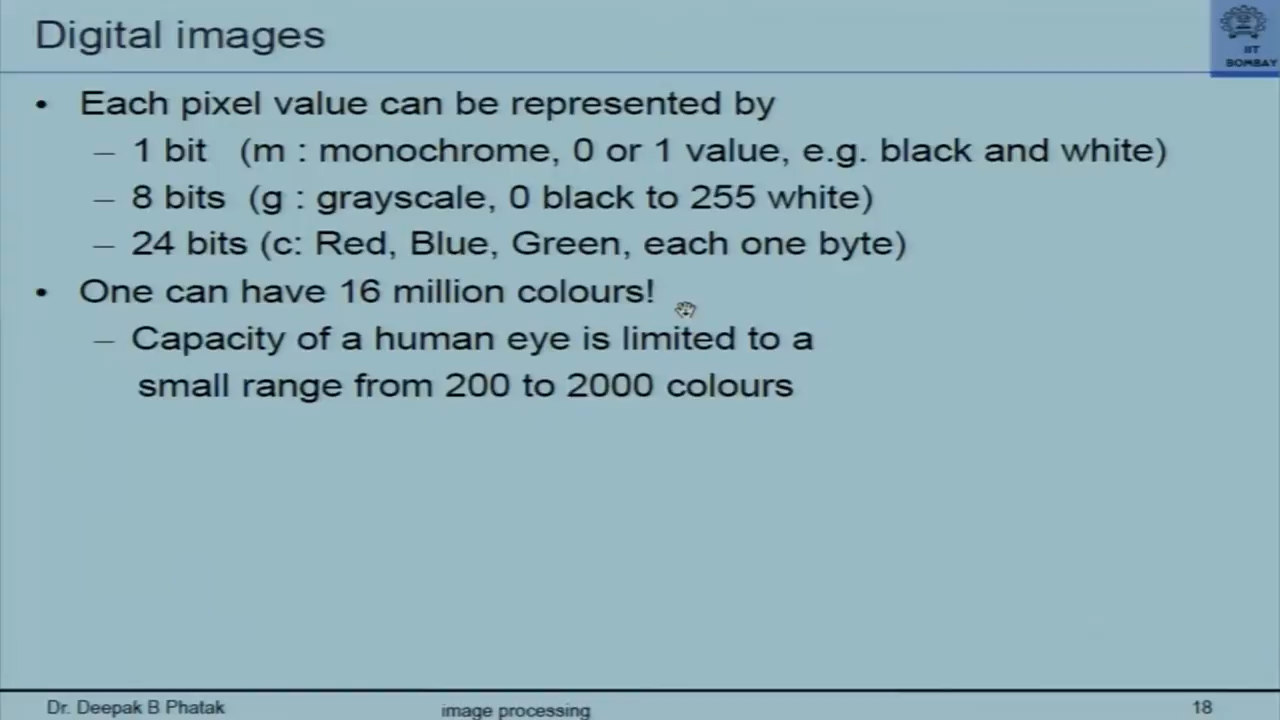 Digital images
IIT
BOMBAY
• Each pixel value can be represented by
– 1 bit (m : monochrome, 0 or 1 value, e.g. black and white)
– 8 bits (g : grayscale, 0 black to 255 white)
– 24 bits (c: Red, Blue, Green, each one byte)
• One can have 16 million colours!
– Capacity of a human eye is limited to a
small range from 200 to 2000 colours
Dr. Deepak B Phatak
image processing
18